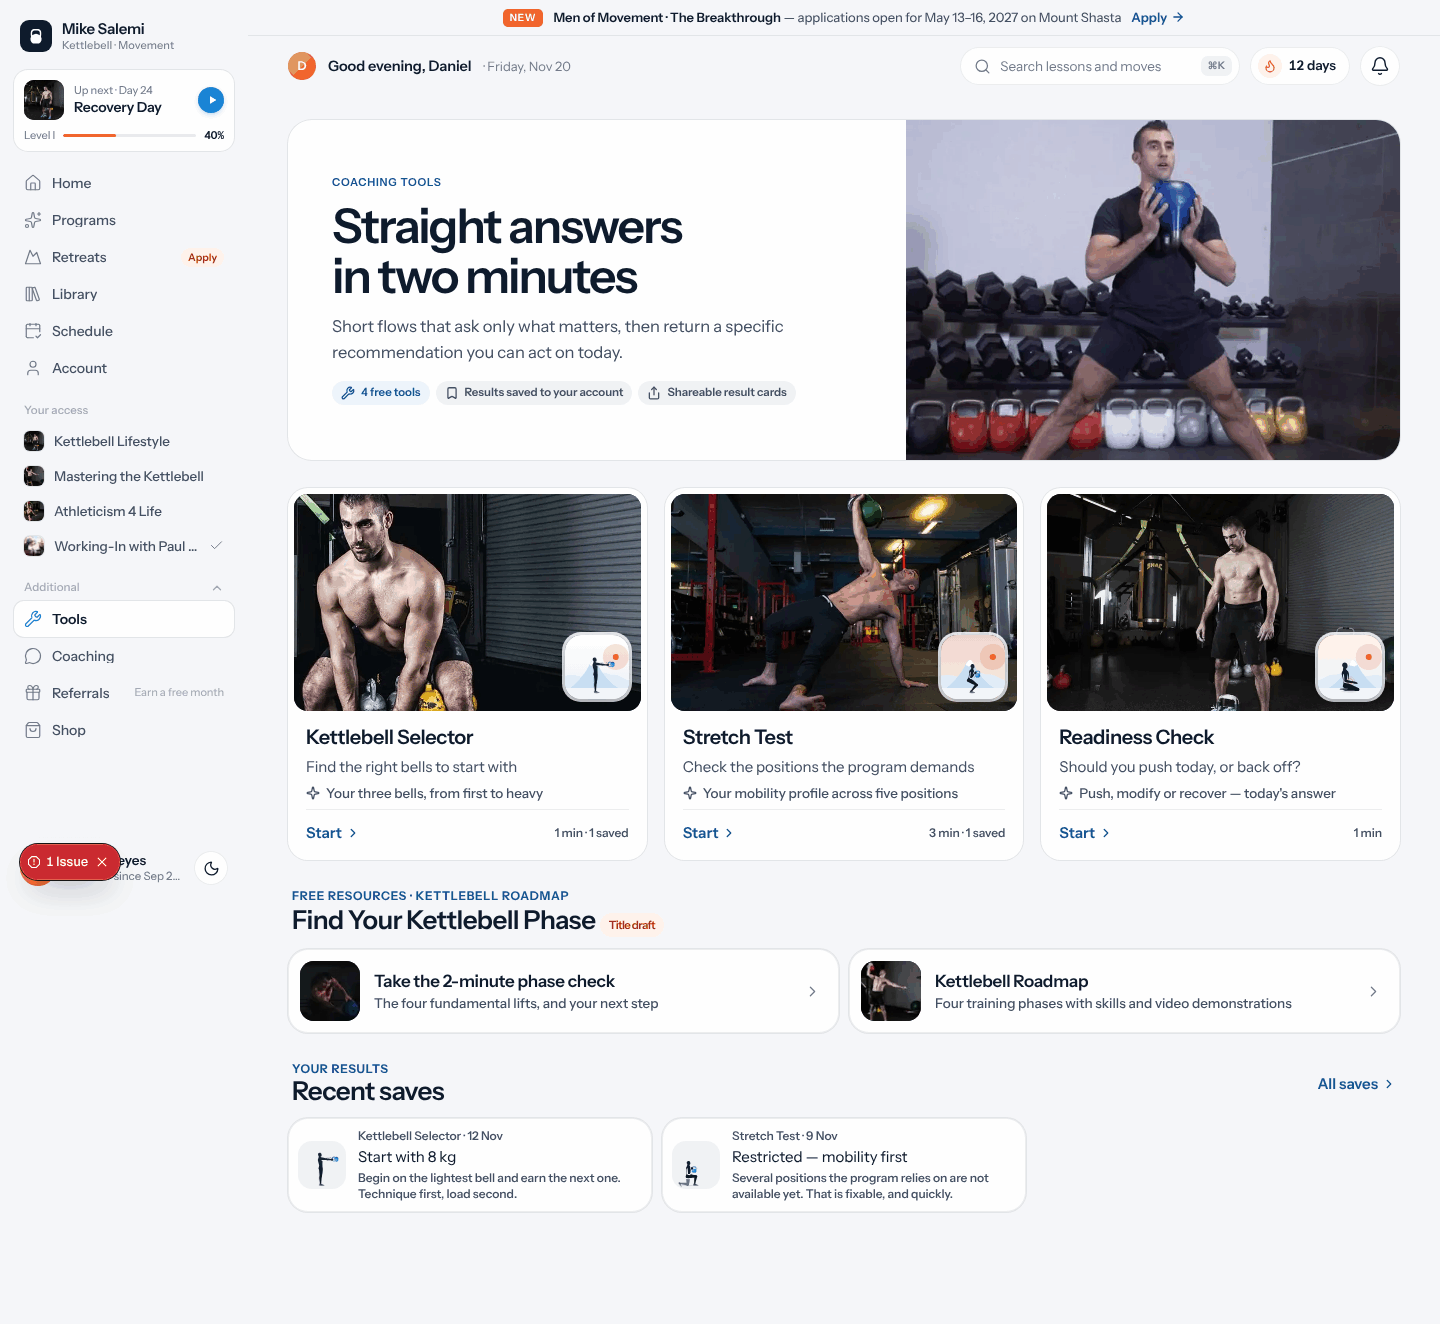 NEW Men of Movement · The Breakthrough — applications open for May 13–16, 2027 on Mount Shasta Apply →
Mike Salemi
Kettlebell · Movement
Up next · Day 24
Recovery Day
Level I 40%
Home
Programs
Retreats Apply
Library
Schedule
Account
Your access
Kettlebell Lifestyle
Mastering the Kettlebell
Athleticism 4 Life
Working-In with Paul ...
Additional
Tools
Coaching
Referrals Earn a free month
Shop
1 Issue
eyes
since Sep 2...
D Good evening, Daniel · Friday, Nov 20
Search lessons and moves ⌘K
12 days
COACHING TOOLS
Straight answers
in two minutes
Short flows that ask only what matters, then return a specific
recommendation you can act on today.
4 free tools Results saved to your account Shareable result cards
Kettlebell Selector
Find the right bells to start with
Your three bells, from first to heavy
Start 1 min · 1 saved
Stretch Test
Check the positions the program demands
Your mobility profile across five positions
Start 3 min · 1 saved
Readiness Check
Should you push today, or back off?
Push, modify or recover — today's answer
Start 1 min
FREE RESOURCES · KETTLEBELL ROADMAP
Find Your Kettlebell Phase Title draft
Take the 2-minute phase check
The four fundamental lifts, and your next step
Kettlebell Roadmap
Four training phases with skills and video demonstrations
YOUR RESULTS
Recent saves
All saves
Kettlebell Selector · 12 Nov
Start with 8 kg
Begin on the lightest bell and earn the next one.
Technique first, load second.
Stretch Test · 9 Nov
Restricted — mobility first
Several positions the program relies on are not
available yet. That is fixable, and quickly.